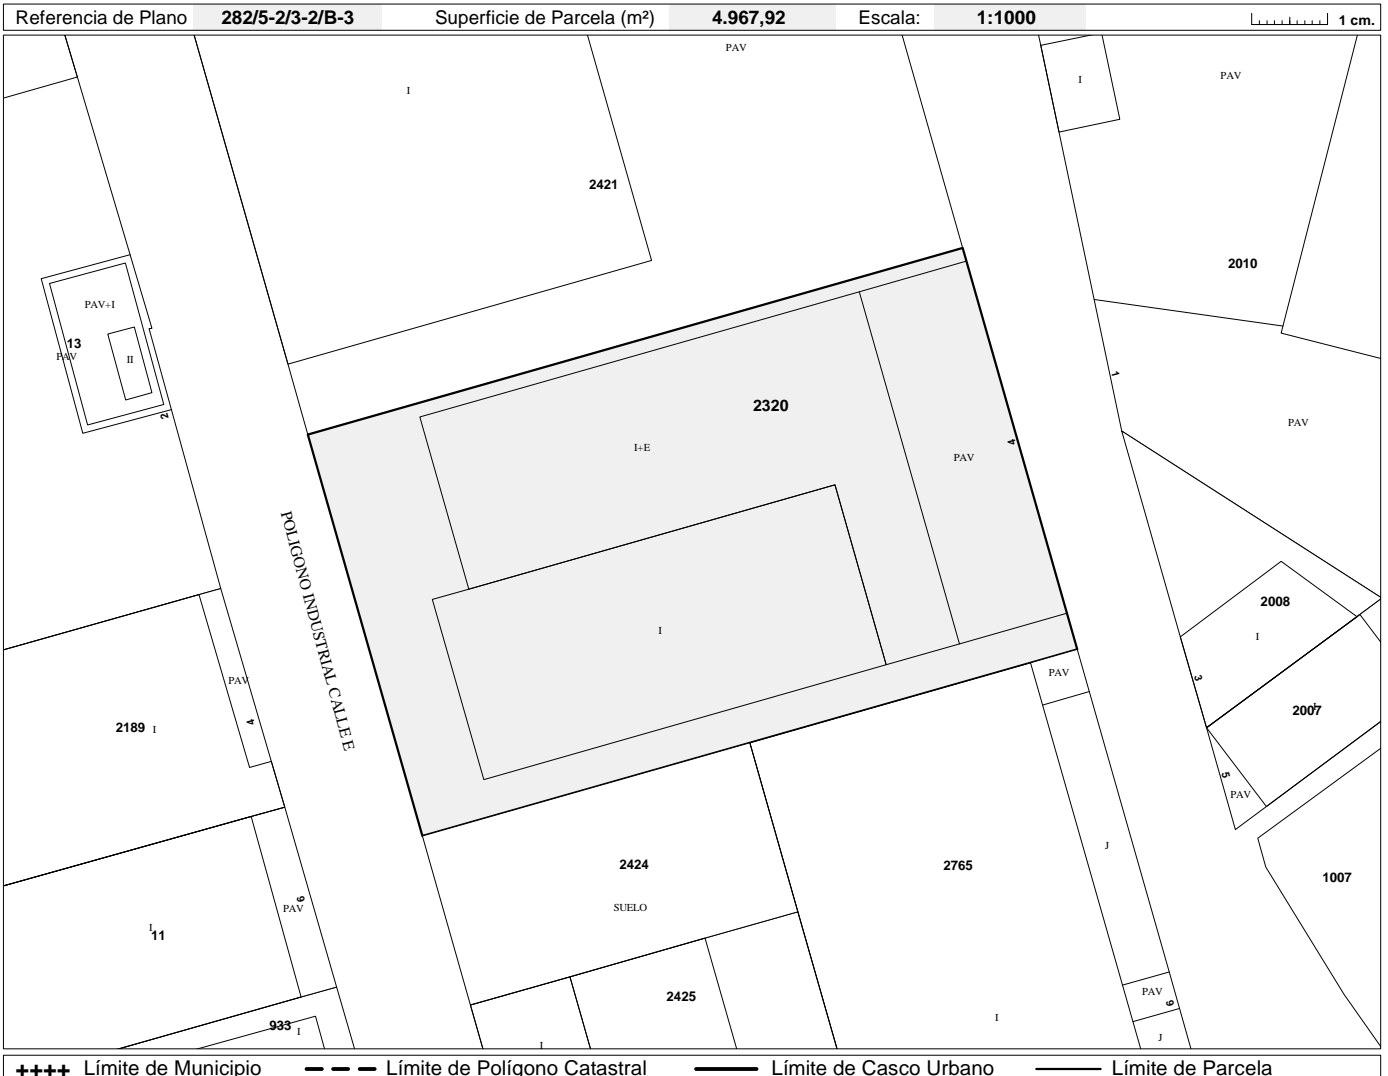 Referencia de Plano 282/5-2/3-2/B-3 Superficie de Parcela (m²) 4.967,92 Escala: 1:1000 1 cm.
PAV
I
PAV
I
2421
2010
PAV+I
13
PAV
II
2
1
2320
4
PAV
I+E
PAV
POLIGONO INDUSTRIAL CALLE E
2008
I
I
PAV
3
PAV
2007
I
4
2189 I
5
PAV
J
2424
2765
1007
6
PAV
SUELO
I
11
PAV
6
2425
I
933
I
J
I
++++ Límite de Municipio Límite de Polígono Catastral Límite de Casco Urbano Límite de Parcela